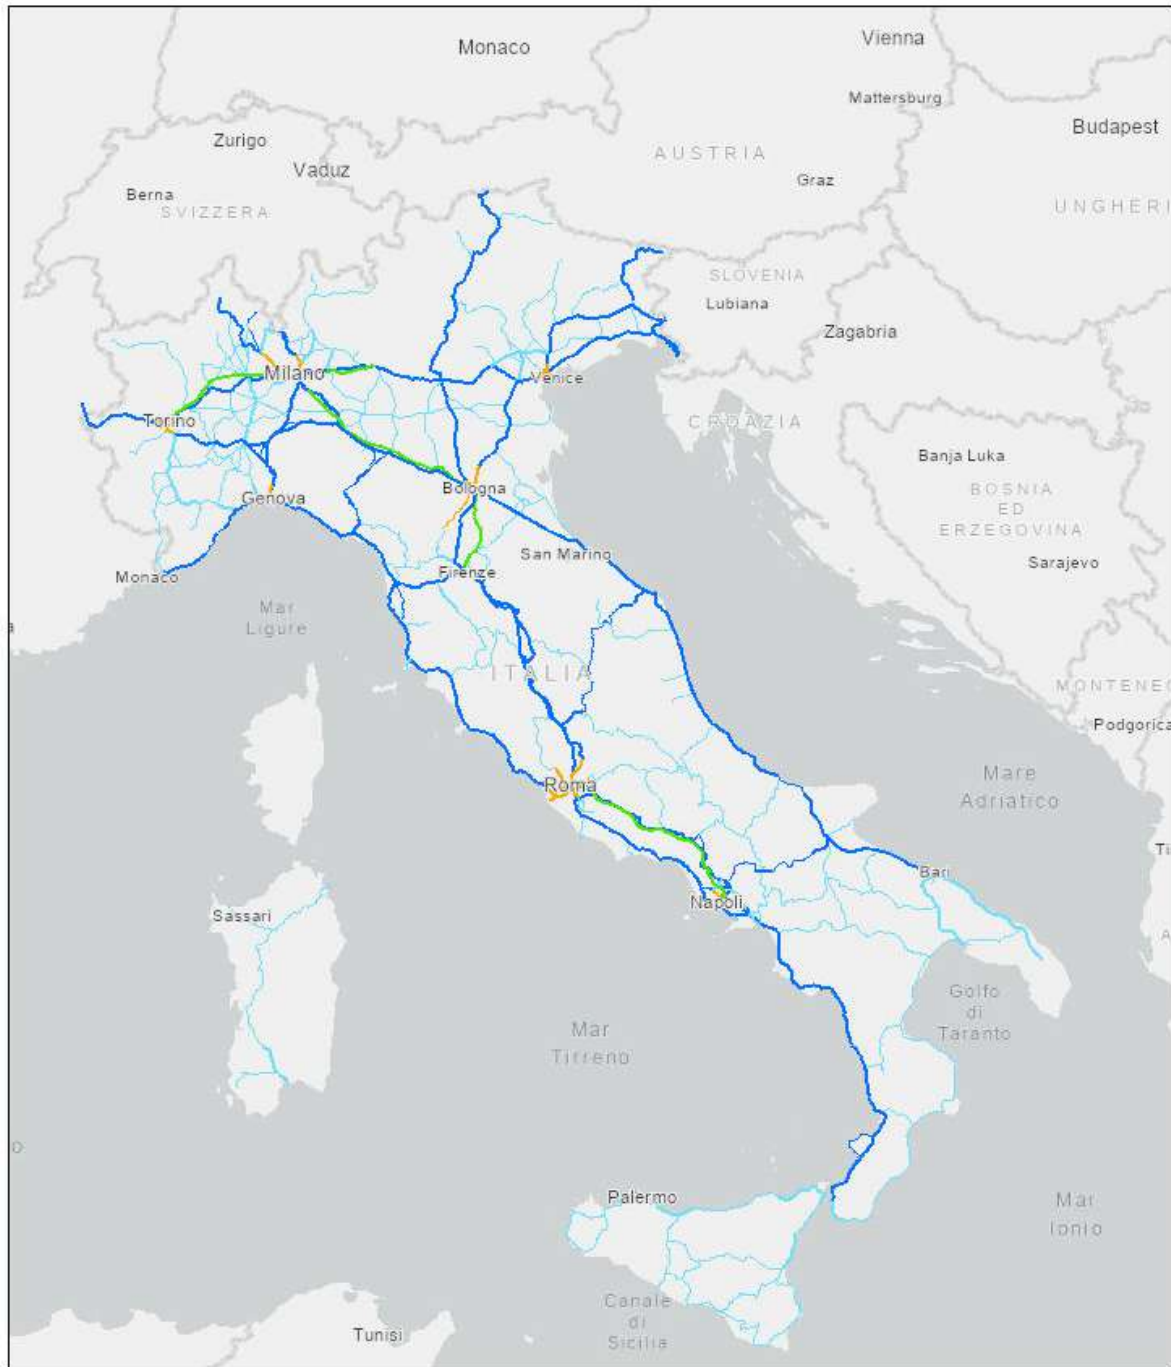 Monaco
Vienna
Mattersburg
Budapest
Zurigo
Vaduz
AUSTRIA
Graz
Berna
SVIZZERA
UNGHERI
SLOVENIA
Lubiana
Zagabria
Milano
Venice
Torino
CROAZIA
Banja Luka
Bologna
BOSNIA
ED
ERZEGOVINA
Genova
San Marino
Sarajevo
Monaco
Firenze
Mar
Ligure
ITALIA
MONTENEG
Podgorica
Roma
Mare
Adriatico
Ti
Bari
Napoli
Sassari
Golfo
di
Taranto
Mar
Tirreno
Palermo
Mar
Ionio
Canale
di
Sicilia
Tunisi